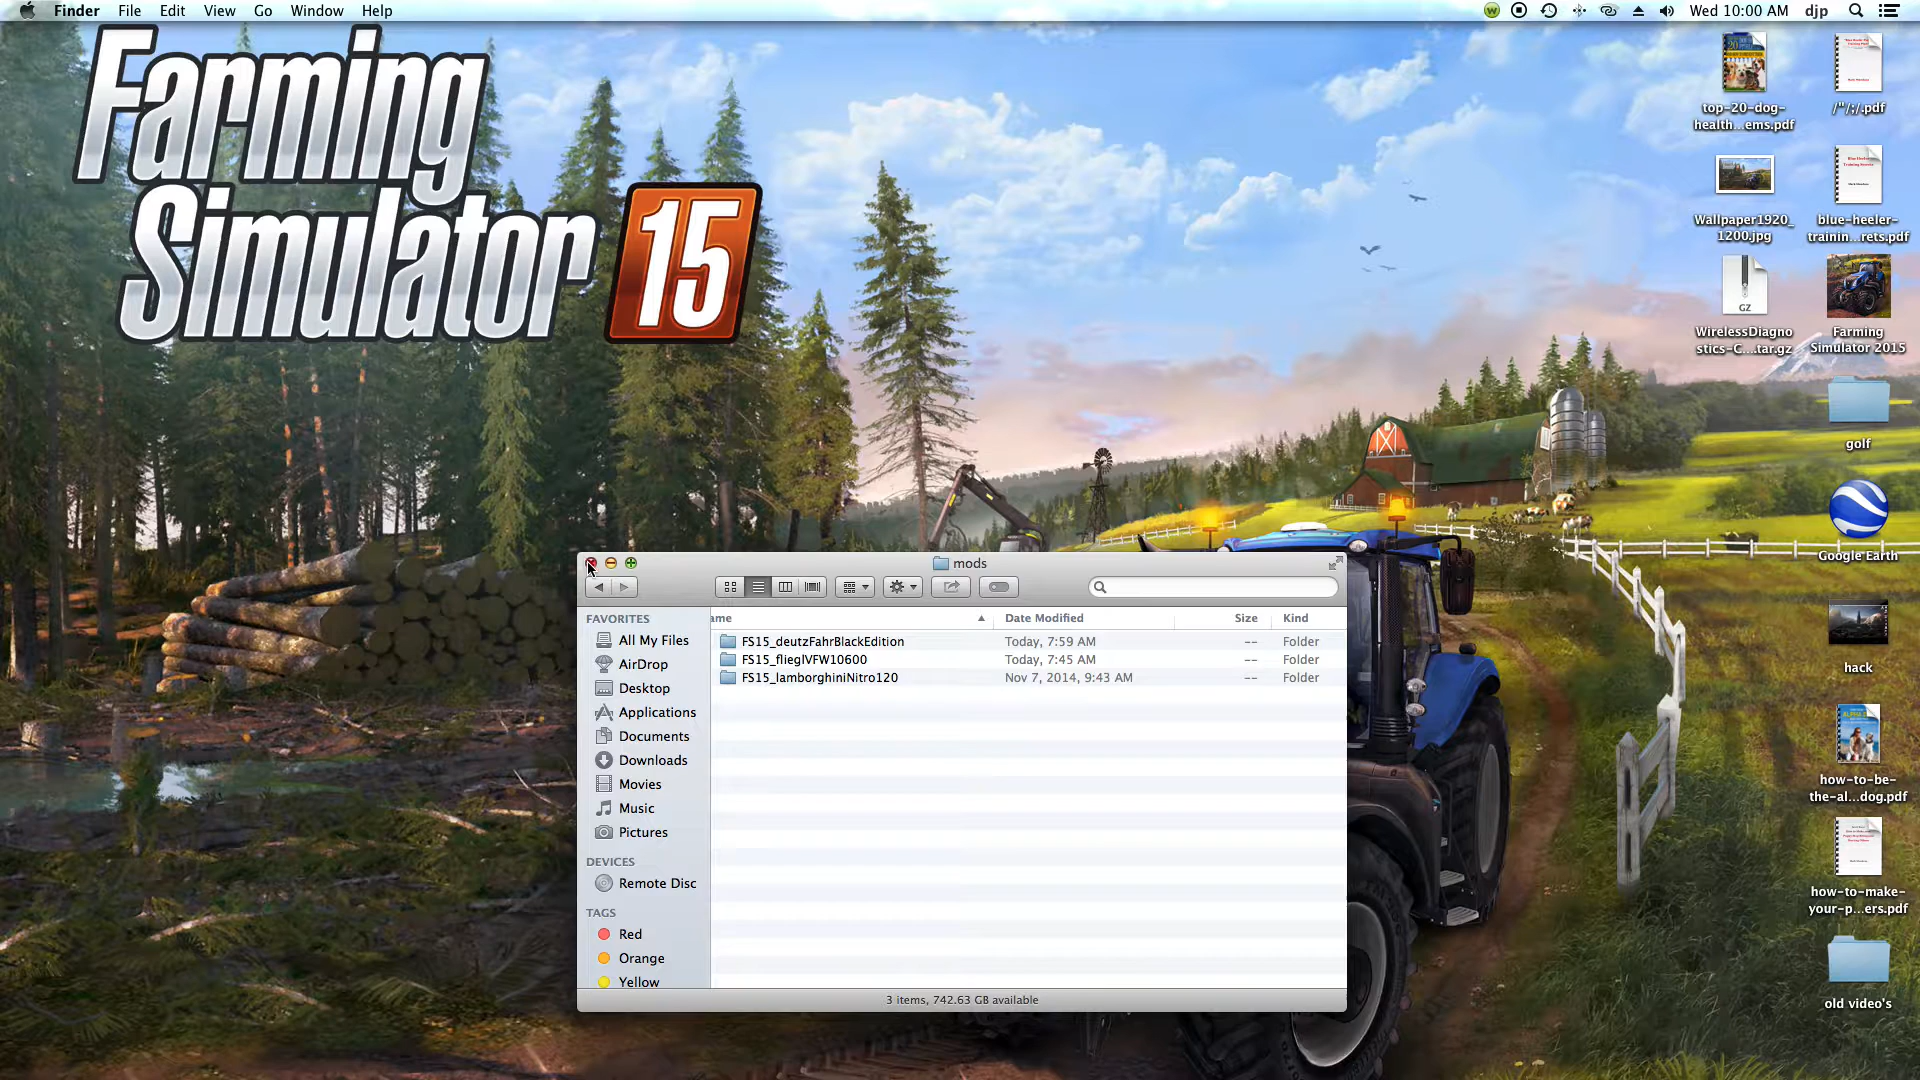 Finder File Edit View Go Window Help
Wed 10:00 AM djp
Farming
Simulator 15
top-20-dog-
health...ems.pdf
/"/;/.pdf
Wallpaper1920_
1200.jpg
blue-heeler-
trainin...rets.pdf
GZ
WirelessDiagno
stics-C....tar.gz
Farming
Simulator 2015
golf
Google Earth
hack
how-to-be-
the-al...dog.pdf
how-to-make-
your-p...ers.pdf
old video's
mods
FAVORITES
All My Files
AirDrop
Desktop
Applications
Documents
Downloads
Movies
Music
Pictures
DEVICES
Remote Disc
TAGS
Red
Orange
Yellow
ame Date Modified Size Kind
FS15_deutzFahrBlackEdition Today, 7:59 AM -- Folder
FS15_flieglVFW10600 Today, 7:45 AM -- Folder
FS15_lamborghiniNitro120 Nov 7, 2014, 9:43 AM -- Folder
3 items, 742.63 GB available